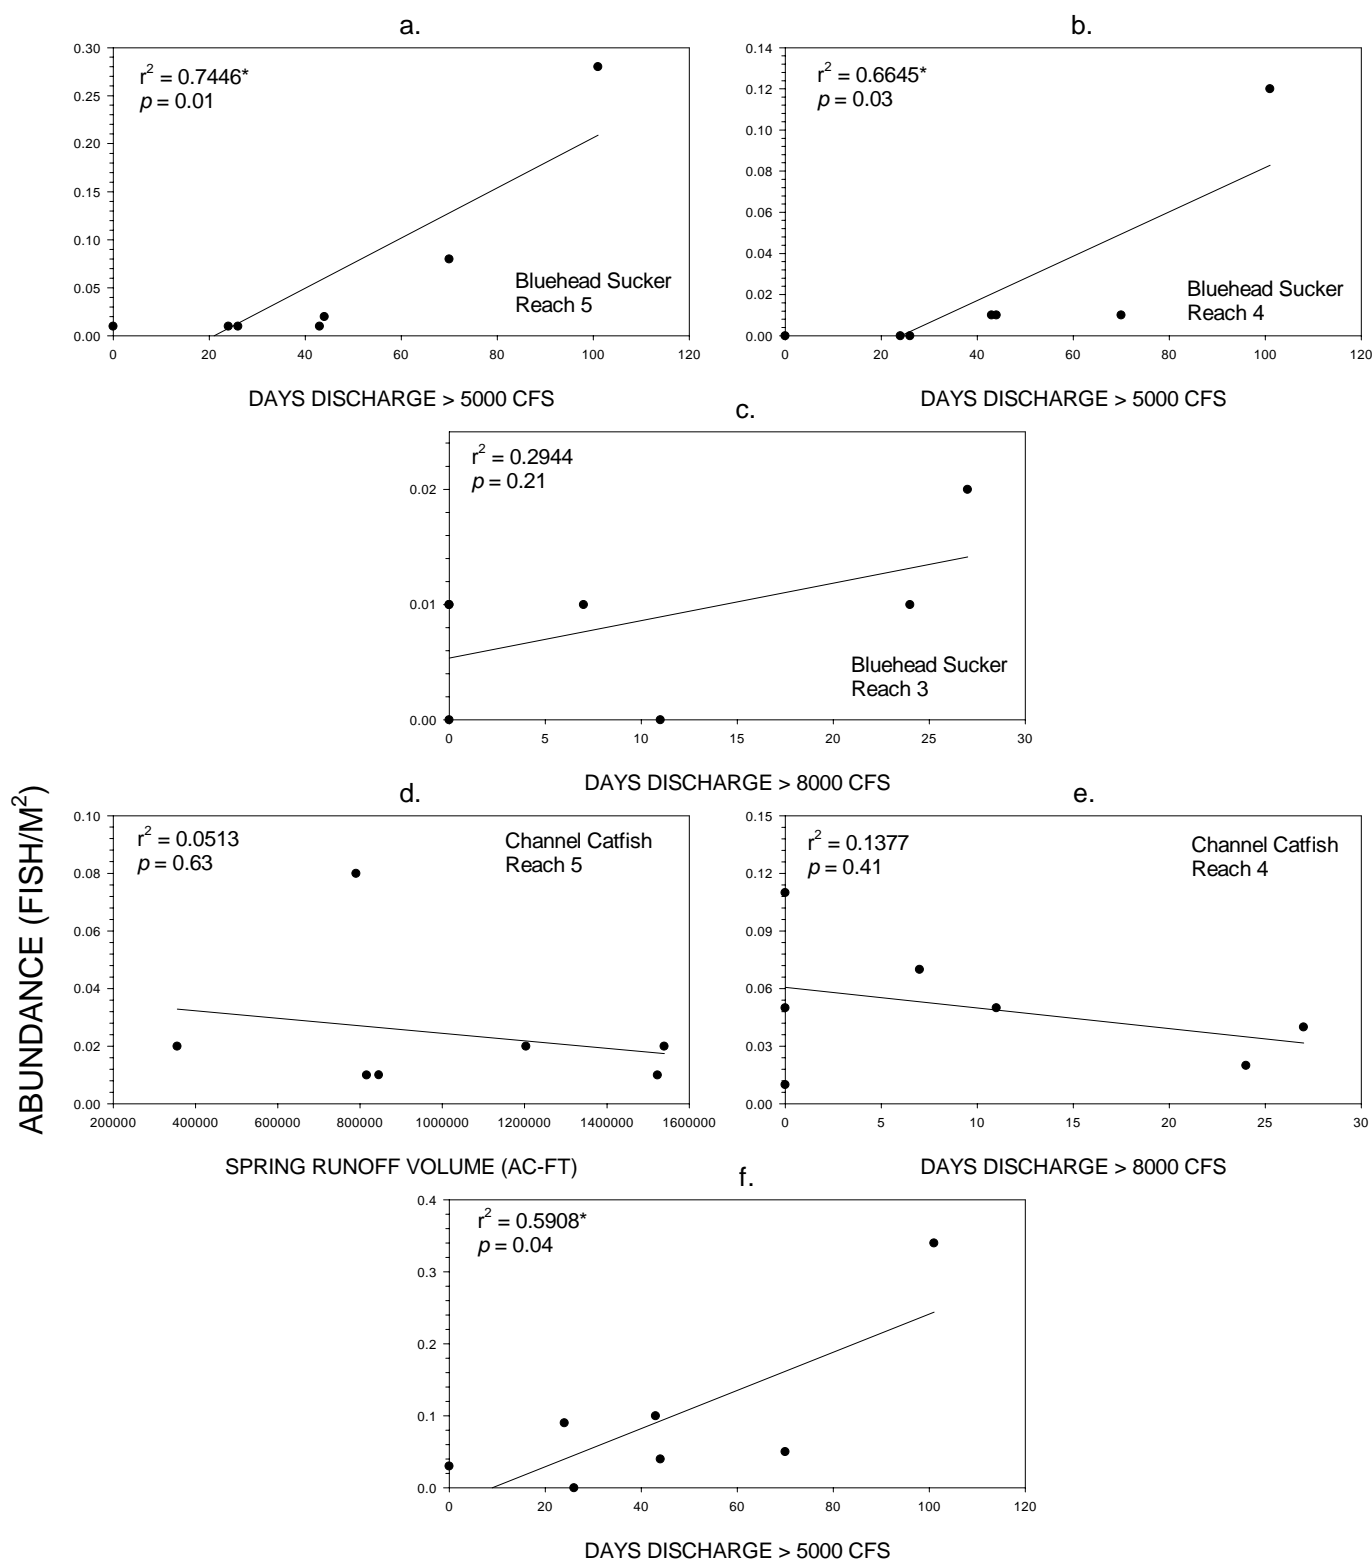 a.
r2 = 0.7446*
p = 0.01
0.30
0.25
0.20
0.15
0.10
0.05
0.00
Bluehead Sucker
Reach 5
0 20 40 60 80 100 120
DAYS DISCHARGE > 5000 CFS
b.
r2 = 0.6645*
p = 0.03
0.14
0.12
0.10
0.08
0.06
0.04
0.02
0.00
Bluehead Sucker
Reach 4
0 20 40 60 80 100 120
DAYS DISCHARGE > 5000 CFS
c.
r2 = 0.2944
p = 0.21
0.02
0.01
0.00
Bluehead Sucker
Reach 3
0 5 10 15 20 25 30
DAYS DISCHARGE > 8000 CFS
ABUNDANCE (FISH/M2)
d.
r2 = 0.0513
p = 0.63
Channel Catfish
Reach 5
0.10
0.08
0.06
0.04
0.02
0.00
200000 400000 600000 800000 1000000 1200000 1400000 1600000
SPRING RUNOFF VOLUME (AC-FT)
e.
r2 = 0.1377
p = 0.41
Channel Catfish
Reach 4
0.15
0.12
0.09
0.06
0.03
0.00
0 5 10 15 20 25 30
DAYS DISCHARGE > 8000 CFS
f.
r2 = 0.5908*
p = 0.04
0.4
0.3
0.2
0.1
0.0
0 20 40 60 80 100 120
DAYS DISCHARGE > 5000 CFS